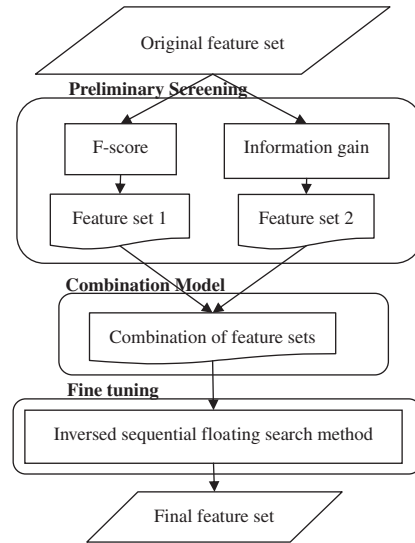 Original feature set
Preliminary Screening
F-score
Information gain
Feature set 1
Feature set 2
Combination Model
Combination of feature sets
Fine tuning
Inversed sequential floating search method
Final feature set